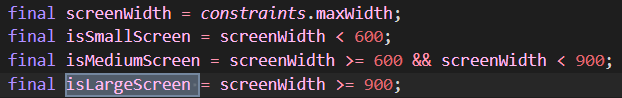 final screenWidth = constraints.maxWidth;
final isSmallScreen = screenWidth < 600;
final isMediumScreen = screenWidth >= 600 && screenWidth < 900;
final isLargeScreen = screenWidth >= 900;